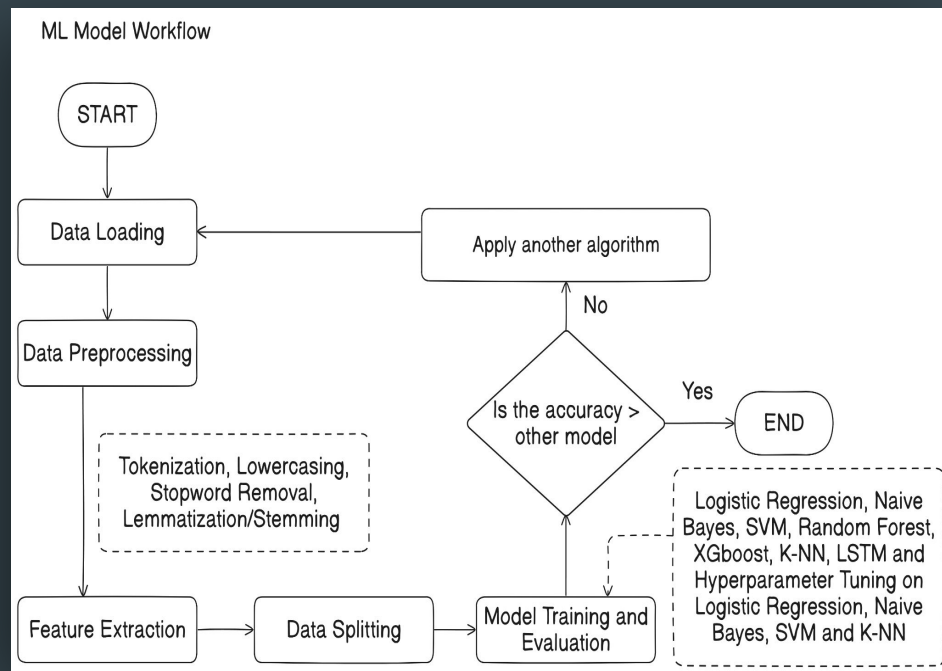 ML Model Workflow
START
Data Loading
Apply another algorithm
No
Data Preprocessing
Is the accuracy >
other model
Yes
END
Tokenization, Lowercasing,
Stopword Removal,
Lemmatization/Stemming
Logistic Regression, Naive
Bayes, SVM, Random Forest,
XGboost, K-NN, LSTM and
Hyperparameter Tuning on
Logistic Regression, Naive
Bayes, SVM and K-NN
Feature Extraction
Data Splitting
Model Training and
Evaluation